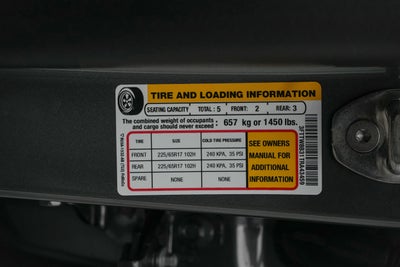 TIRE AND LOADING INFORMATION
SEATING CAPACITY TOTAL: 5 FRONT: 2 REAR: 3
The combined weight of occupants
and cargo should never exceed: 657 kg or 1450 lbs.
TIRE SIZE COLD TIRE PRESSURE
FRONT 225/65R17 102H 240 KPA, 35 PSI
REAR 225/65R17 102H 240 KPA, 35 PSI
SPARE NONE NONE
SEE OWNERS
MANUAL FOR
ADDITIONAL
INFORMATION